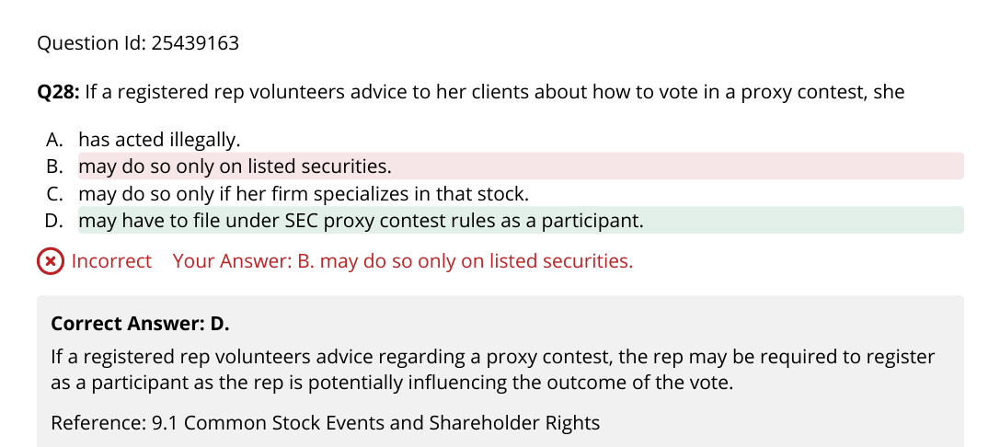 Question Id: 25439163
Q28: If a registered rep volunteers advice to her clients about how to vote in a proxy contest, she
A. has acted illegally.
B. may do so only on listed securities.
C. may do so only if her firm specializes in that stock.
D. may have to file under SEC proxy contest rules as a participant.
Incorrect Your Answer: B. may do so only on listed securities.
Correct Answer: D.
If a registered rep volunteers advice regarding a proxy contest, the rep may be required to register
as a participant as the rep is potentially influencing the outcome of the vote.
Reference: 9.1 Common Stock Events and Shareholder Rights